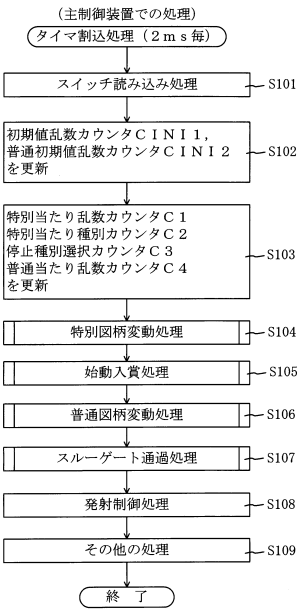 (主制御装置での処理)
タイマ割込処理(2ms毎)
スイッチ読み込み処理
S101
初期値乱数カウンタCINI1,
普通初期値乱数カウンタCINI2
を更新
S102
特別当たり乱数カウンタC1
特別当たり種別カウンタC2
停止種別選択カウンタC3
普通当たり乱数カウンタC4
を更新
S103
特別図柄変動処理
S104
始動入賞処理
S105
普通図柄変動処理
S106
スルーゲート通過処理
S107
発射制御処理
S108
その他の処理
S109
終 了